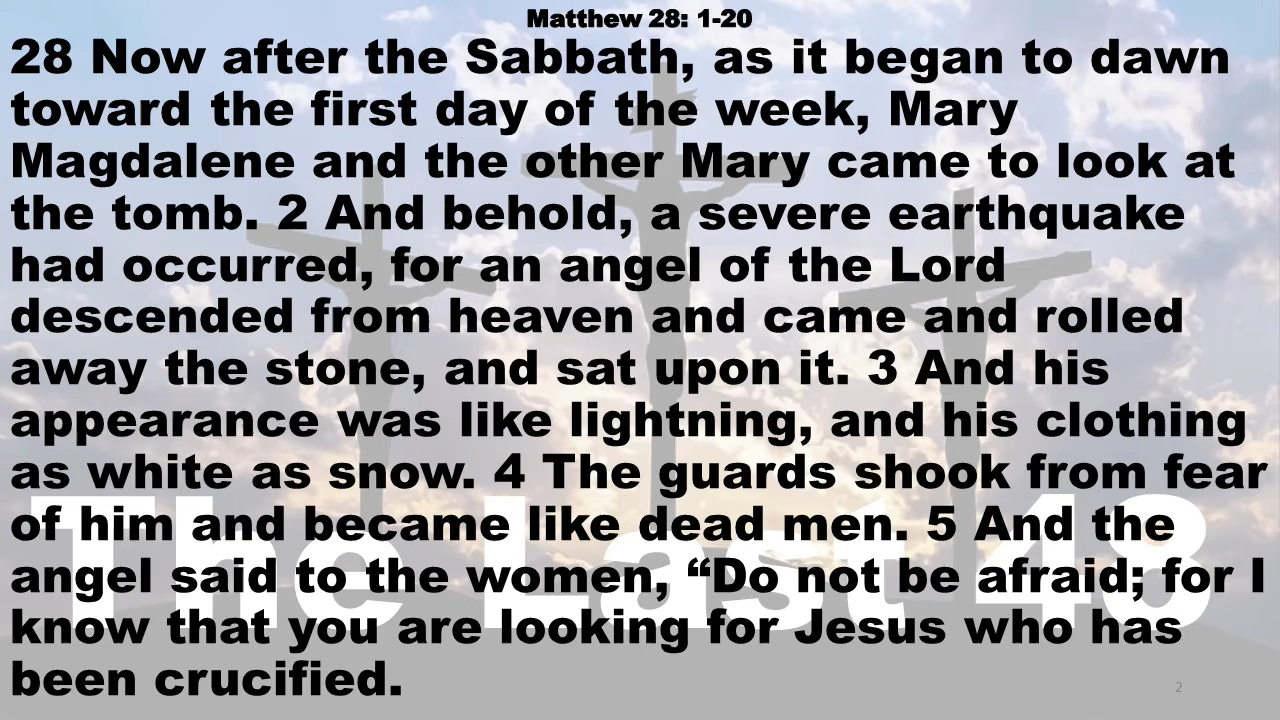 Matthew 28: 1-20
28 Now after the Sabbath, as it began to dawn
toward the first day of the week, Mary
Magdalene and the other Mary came to look at
the tomb. 2 And behold, a severe earthquake
had occurred, for an angel of the Lord
descended from heaven and came and rolled
away the stone, and sat upon it. 3 And his
appearance was like lightning, and his clothing
as white as snow. 4 The guards shook from fear
of him and became like dead men. 5 And the
angel said to the women, “Do not be afraid; for I
know that you are looking for Jesus who has
been crucified.
The Last 48
2